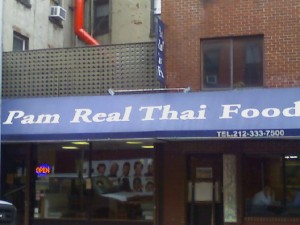 Pam Real Thai Food
TEL.212-333-7500
OPEN